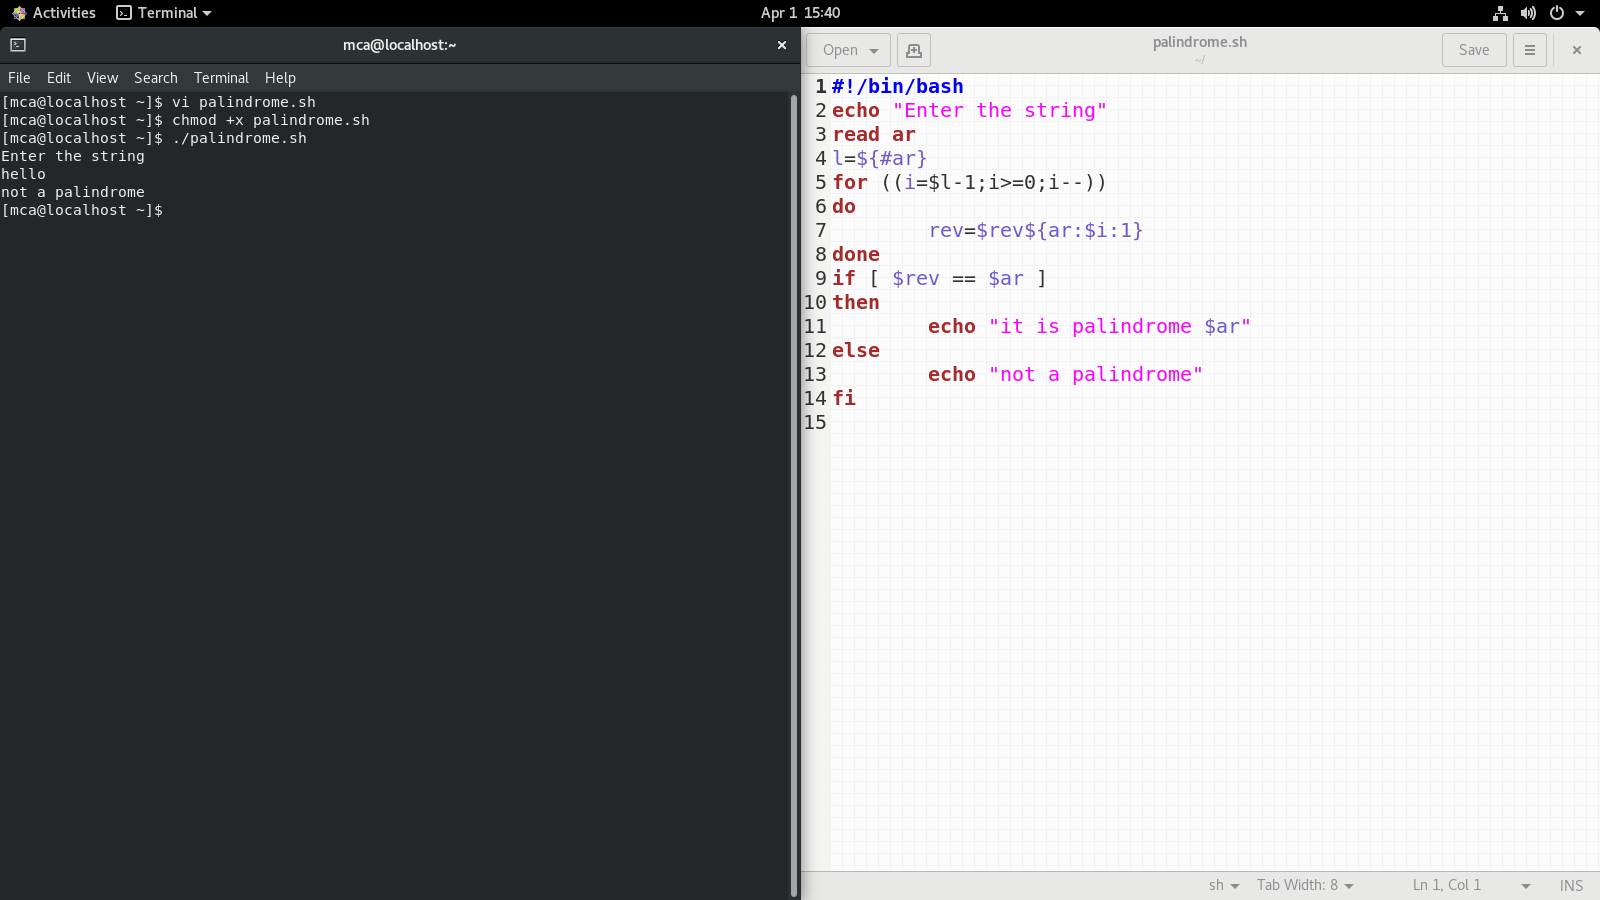 Activities Terminal Apr 1 15:40
mca@localhost:~
File Edit View Search Terminal Help
[mca@localhost ~]$ vi palindrome.sh
[mca@localhost ~]$ chmod +x palindrome.sh
[mca@localhost ~]$ ./palindrome.sh
Enter the string
hello
not a palindrome
[mca@localhost ~]$
Open palindrome.sh Save
~/
1 #!/bin/bash
2 echo "Enter the string"
3 read ar
4 l=${#ar}
5 for ((i=$l-1;i>=0;i--))
6 do
7         rev=$rev${ar:$i:1}
8 done
9 if [ $rev == $ar ]
10 then
11         echo "it is palindrome $ar"
12 else
13         echo "not a palindrome"
14 fi
15
sh Tab Width: 8 Ln 1, Col 1 INS